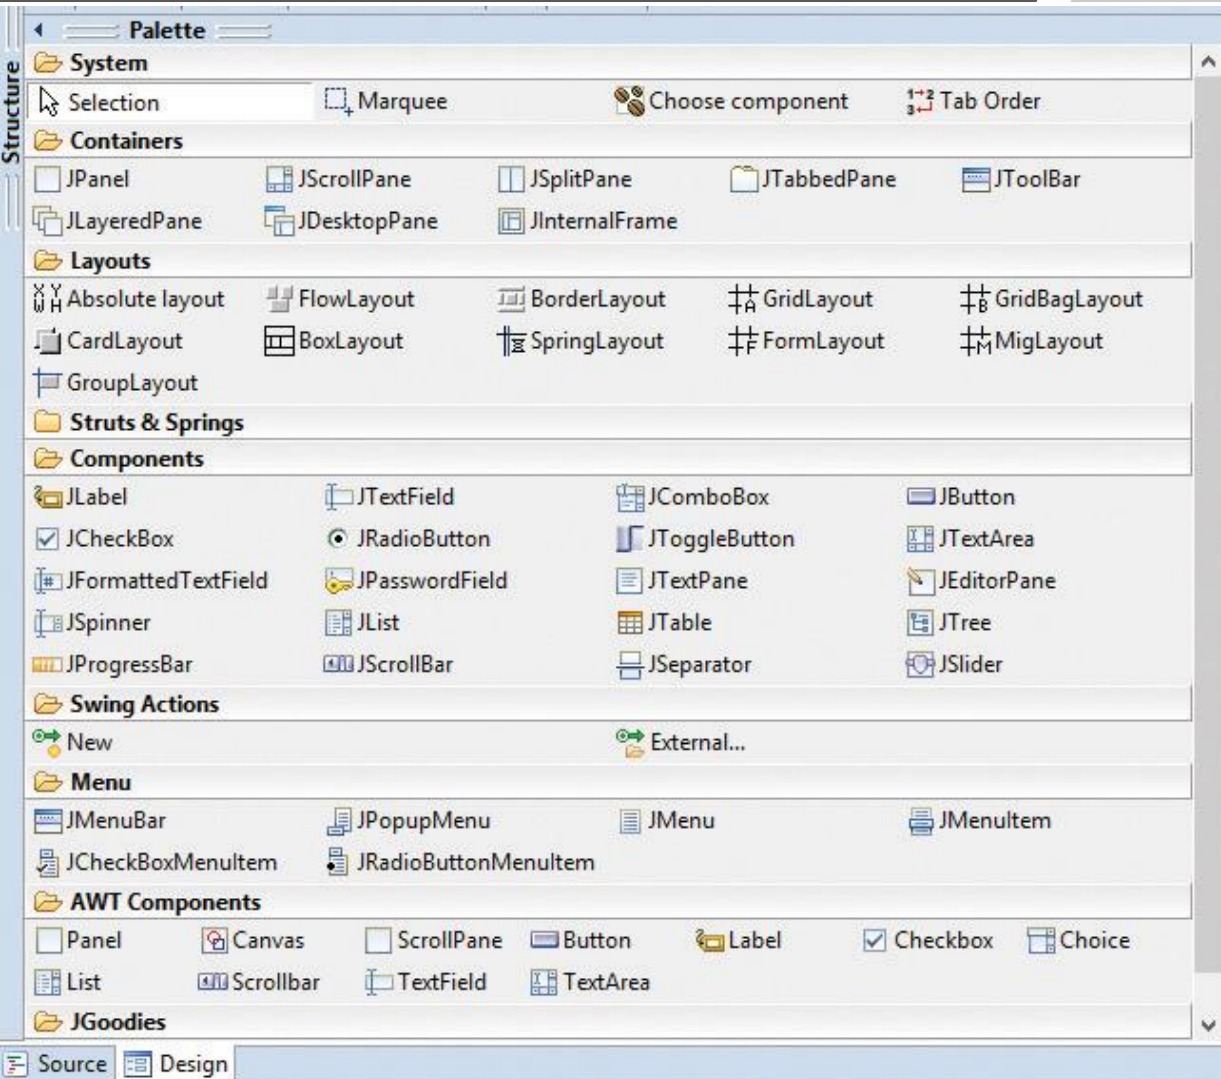 Palette
Structure
System
Selection Marquee Choose component Tab Order
Containers
JPanel JScrollPane JSplitPane JTabbedPane JToolBar
JLayeredPane JDesktopPane JInternalFrame
Layouts
Absolute layout FlowLayout BorderLayout GridLayout GridBagLayout
CardLayout BoxLayout SpringLayout FormLayout MigLayout
GroupLayout
Struts & Springs
Components
JLabel JTextField JComboBox JButton
JCheckBox JRadioButton JToggleButton JTextArea
JFormattedTextField JPasswordField JTextPane JEditorPane
JSpinner JList JTable JTree
JProgressBar JScrollBar JSeparator JSlider
Swing Actions
New External...
Menu
JMenuBar JPopupMenu JMenu JMenuItem
JCheckBoxMenuItem JRadioButtonMenuItem
AWT Components
Panel Canvas ScrollPane Button Label Checkbox Choice
List Scrollbar TextField TextArea
JGoodies
Source Design